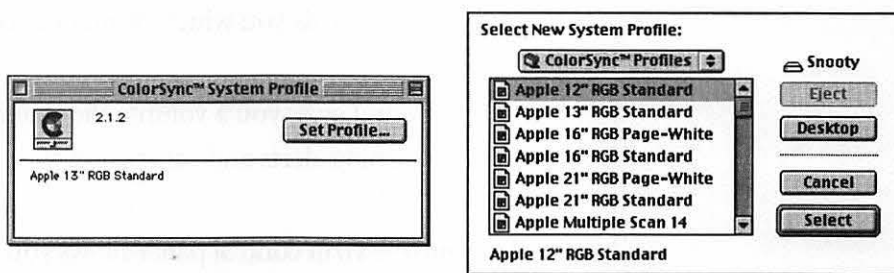 ColorSync™ System Profile
2.1.2
Set Profile...
Apple 13" RGB Standard
Select New System Profile:
ColorSync™ Profiles
Apple 12" RGB Standard
Apple 13" RGB Standard
Apple 16" RGB Page-White
Apple 16" RGB Standard
Apple 21" RGB Page-White
Apple 21" RGB Standard
Apple Multiple Scan 14
Apple 12" RGB Standard
Snooty
Eject
Desktop
Cancel
Select